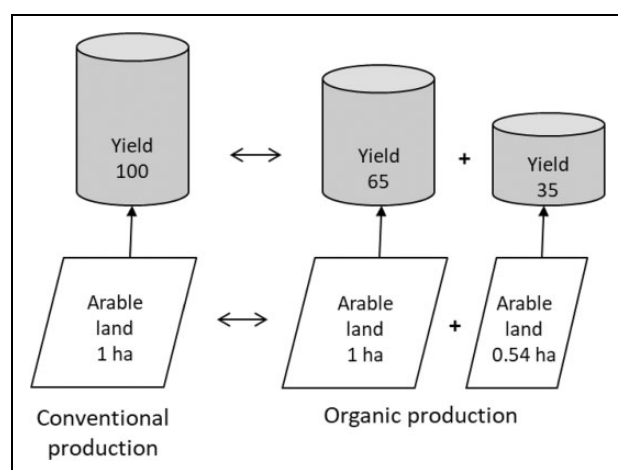 Yield
100
Yield
65
+
Yield
35
Arable
land
1 ha
Arable
land
1 ha
+
Arable
land
0.54 ha
Conventional
production
Organic production